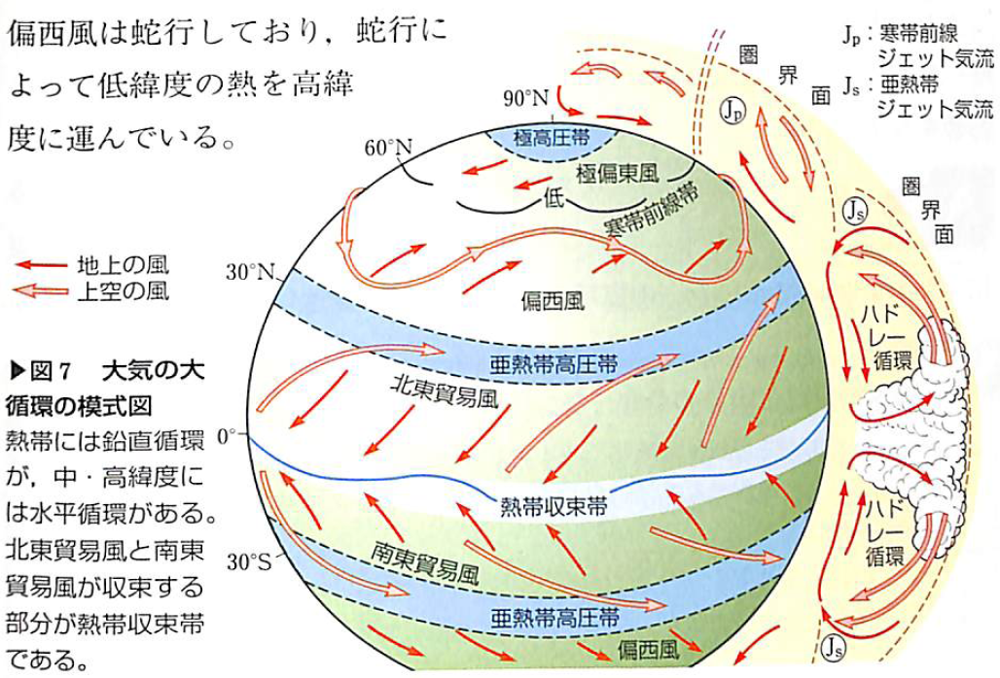 偏西風は蛇行しており，蛇行に
よって低緯度の熱を高緯
度に運んでいる。
Jp：寒帯前線
ジェット気流
Js：亜熱帯
ジェット気流
圏界面
Jp
90°N
極高圧帯
60°N
極偏東風
低
寒帯前線帯
圏界面
Js
地上の風
上空の風
30°N
偏西風
ハド
レー
循環
亜熱帯高圧帯
北東貿易風
▶図7　大気の大
循環の模式図
熱帯には鉛直循環
が，中・高緯度に
は水平循環がある。
北東貿易風と南東
貿易風が収束する
部分が熱帯収束帯
である。
0°
熱帯収束帯
ハド
レー
循環
30°S
南東貿易風
亜熱帯高圧帯
偏西風
Js